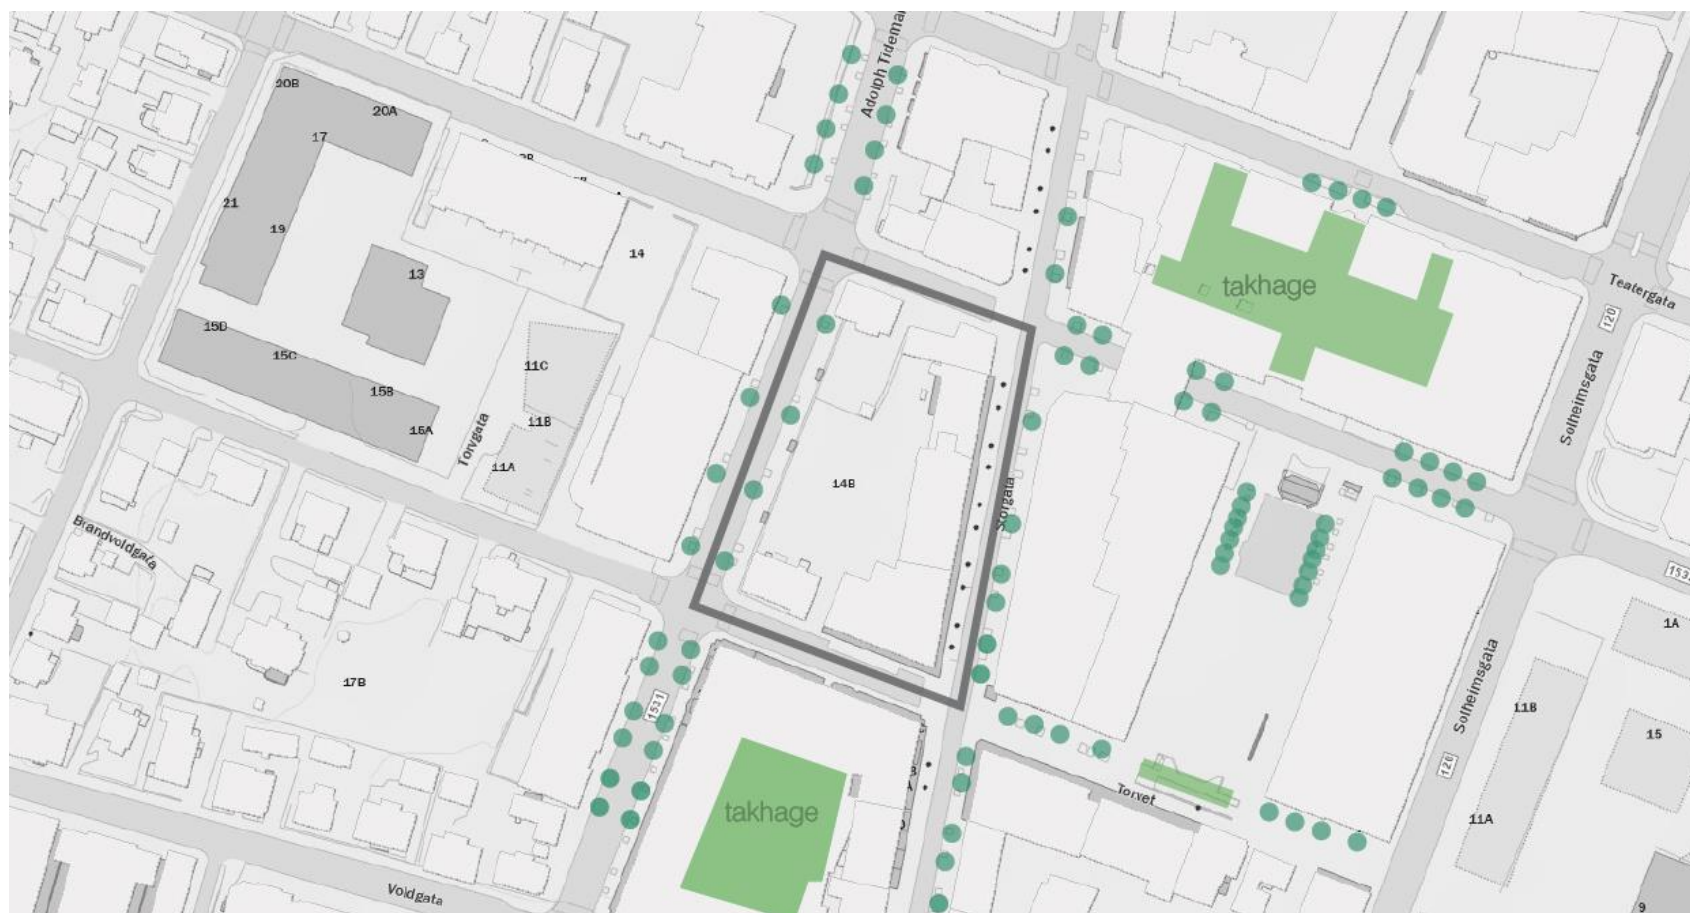 Adolph Tideman
20B
20A
17
21
19
14
13
takhage
Teatergata
120
15D
15C
15B
15A
11C
11B
11A
Torvgata
Solheimsgata
14B
Storgata
Brandvoldgata
153
1A
17B
1531
11B
15
Solheimsgata
120
takhage
Torvet
11A
Voldgata
9